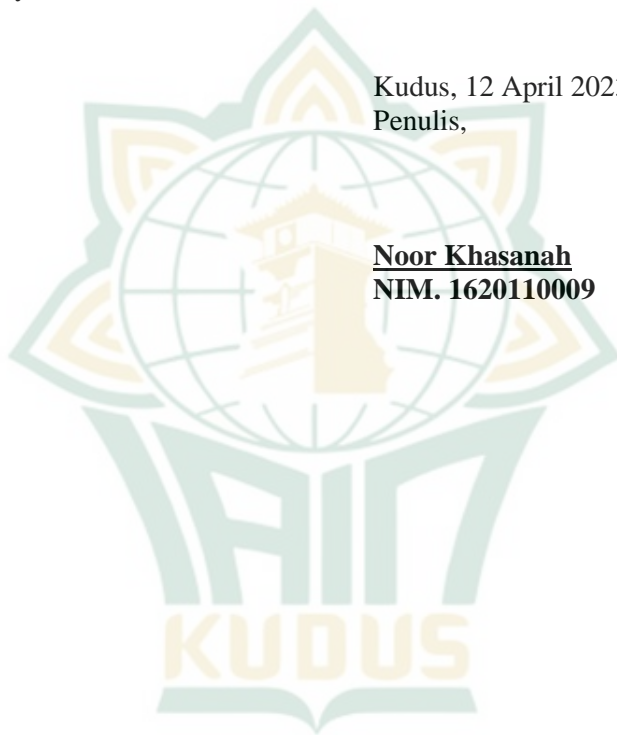 Kudus, 12 April 202
Penulis,
Noor Khasanah
NIM. 1620110009
IAIN
KUDUS